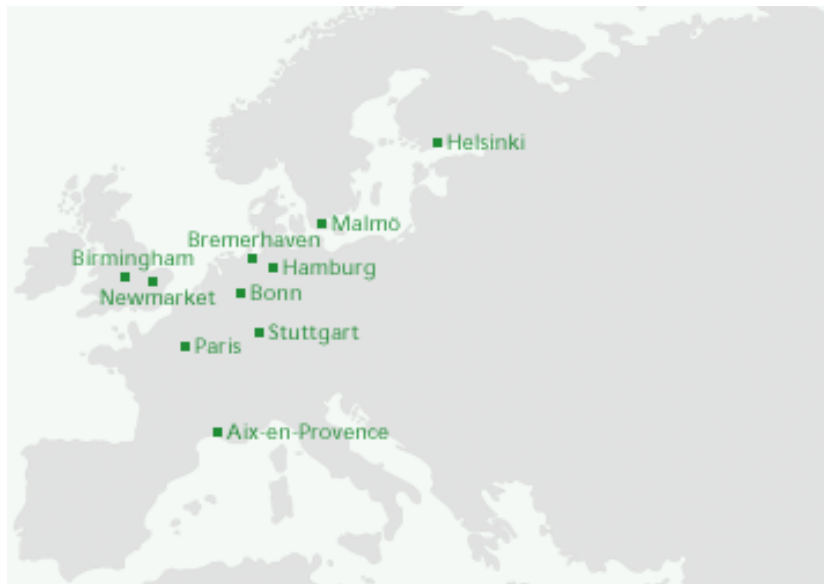 Helsinki
Malmö
Bremerhaven
Birmingham
Hamburg
Newmarket
Bonn
Stuttgart
Paris
Aix-en-Provence